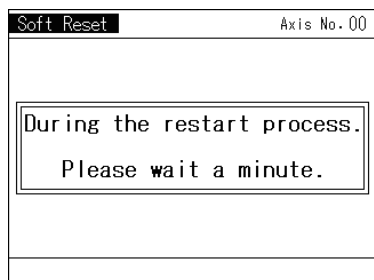 Soft Reset
Axis No.00
During the restart process.
Please wait a minute.